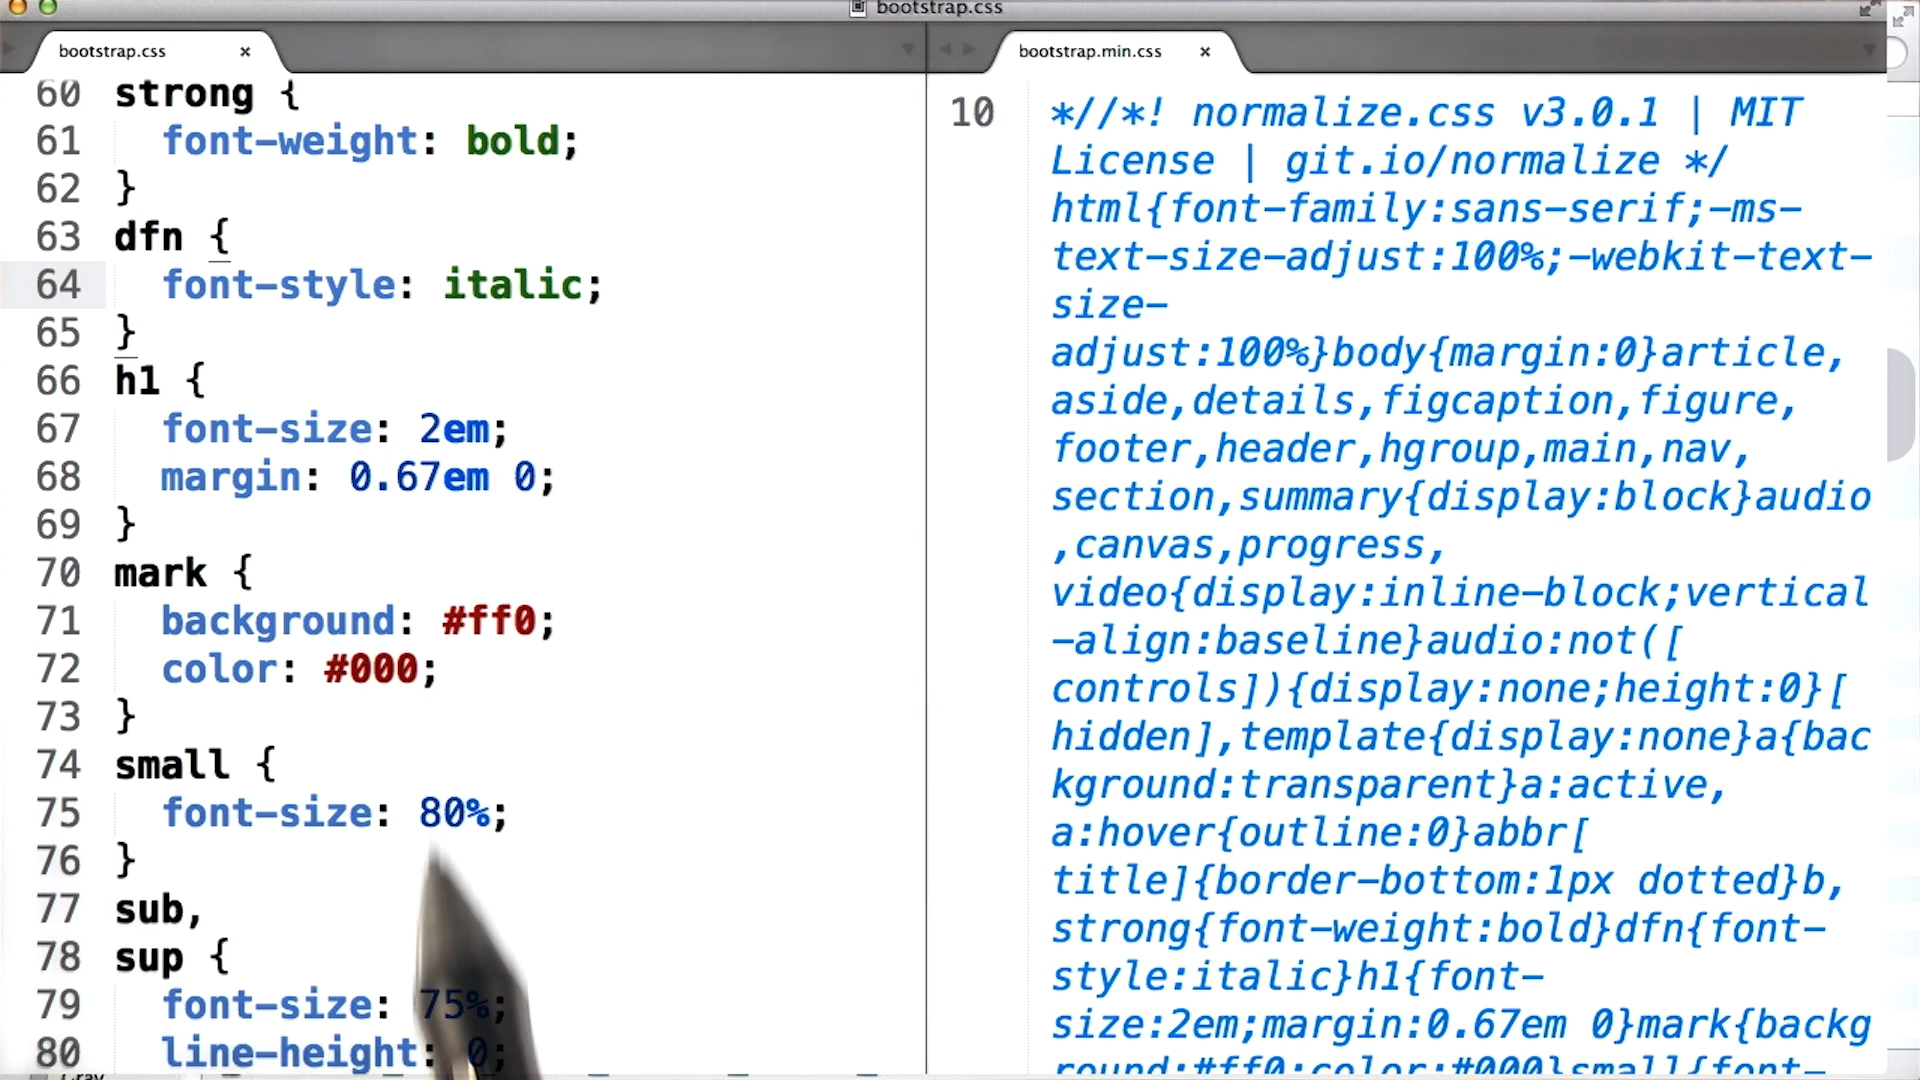 bootstrap.css
bootstrap.css ×
60 strong {
61 font-weight: bold;
62 }
63 dfn {
64 font-style: italic;
65 }
66 h1 {
67 font-size: 2em;
68 margin: 0.67em 0;
69 }
70 mark {
71 background: #ff0;
72 color: #000;
73 }
74 small {
75 font-size: 80%;
76 }
77 sub,
78 sup {
79 font-size: 75%;
80 line-height: 0;
bootstrap.min.css ×
10 *//*! normalize.css v3.0.1 | MIT
License | git.io/normalize */
html{font-family:sans-serif;-ms-
text-size-adjust:100%;-webkit-text-
size-
adjust:100%}body{margin:0}article,
aside,details,figcaption,figure,
footer,header,hgroup,main,nav,
section,summary{display:block}audio
,canvas,progress,
video{display:inline-block;vertical
-align:baseline}audio:not([
controls]){display:none;height:0}[
hidden],template{display:none}a{bac
kground:transparent}a:active,
a:hover{outline:0}abbr[
title]{border-bottom:1px dotted}b,
strong{font-weight:bold}dfn{font-
style:italic}h1{font-
size:2em;margin:0.67em 0}mark{backg
round:#ff0;color:#000}small{font-